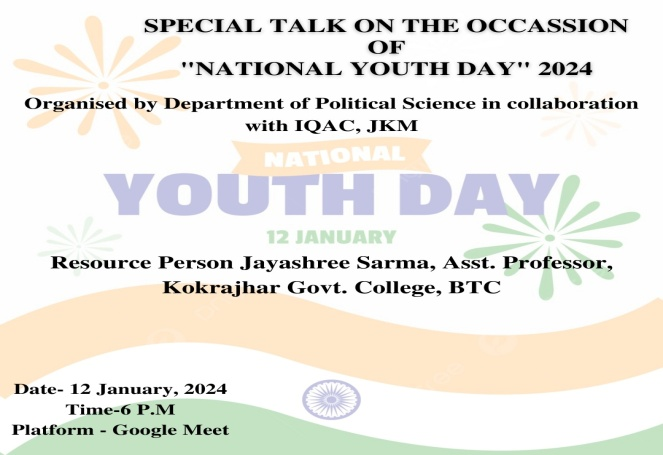 SPECIAL TALK ON THE OCCASSION
OF
"NATIONAL YOUTH DAY" 2024
Organised by Department of Political Science in collaboration
with IQAC, JKM
NATIONAL
YOUTH DAY
12 JANUARY
Resource Person Jayashree Sarma, Asst. Professor,
Kokrajhar Govt. College, BTC
Date- 12 January, 2024
Time-6 P.M
Platform - Google Meet